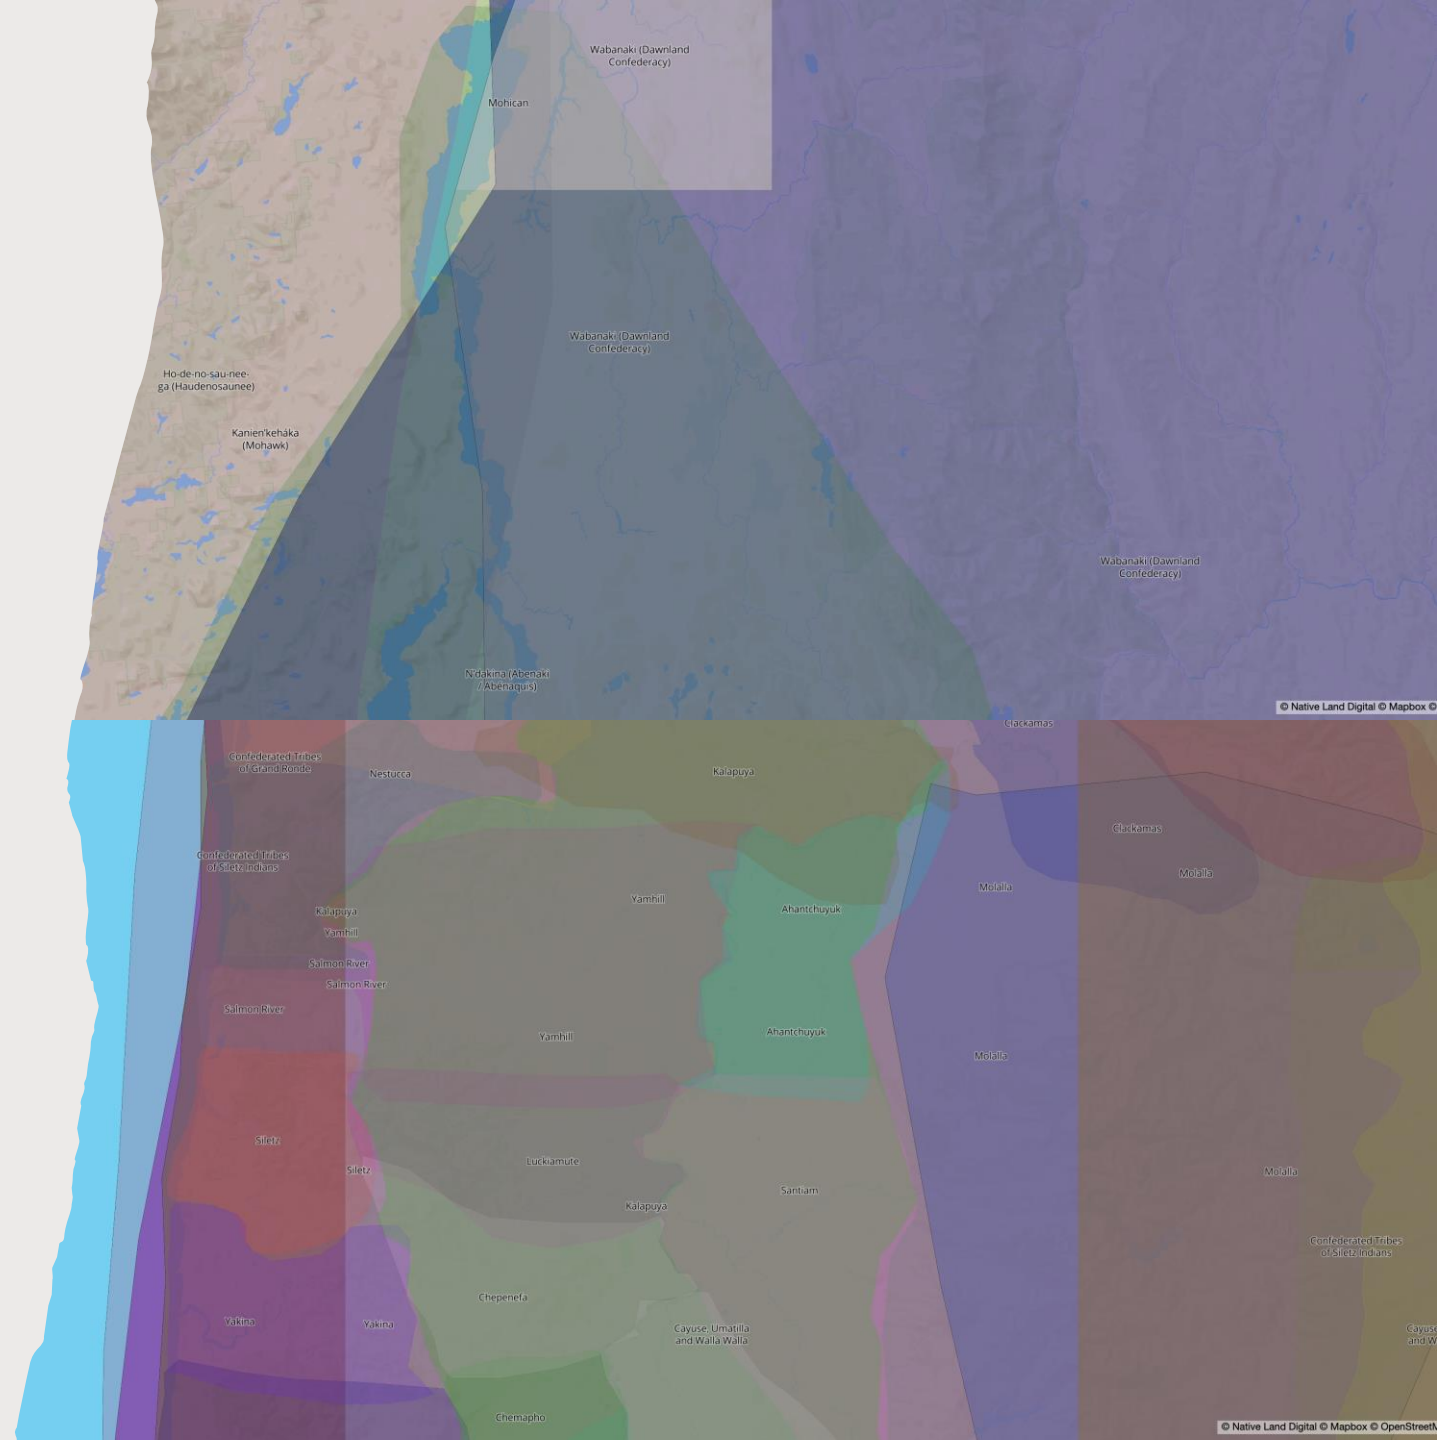 Wabanaki (Dawnland
Confederacy)
Mohican
Wabanaki (Dawnland
Confederacy)
Ho-de-no-sau-nee-
ga (Haudenosaunee)
Kanien'kehá:ka
(Mohawk)
Wabanaki (Dawnland
Confederacy)
N'dakina (Abenaki
/ Abénaquis)
© Native Land Digital © Mapbox ©
Clackamas
Confederated Tribes
of Grand Ronde
Nestucca
Kalapuya
Clackamas
Confederated Tribes
of Siletz Indians
Molalla
Molalla
Yamhill
Kalapuya
Ahantchuyuk
Yamhill
Salmon River
Salmon River
Salmon River
Yamhill
Ahantchuyuk
Molalla
Siletz
Luckiamute
Siletz
Molalla
Santiam
Kalapuya
Confederated Tribes
of Siletz Indians
Chepenefa
Yakina
Yakina
Cayuse, Umatilla
and Walla Walla
Cayuse
and W
Chemapho
© Native Land Digital © Mapbox © OpenStreetM